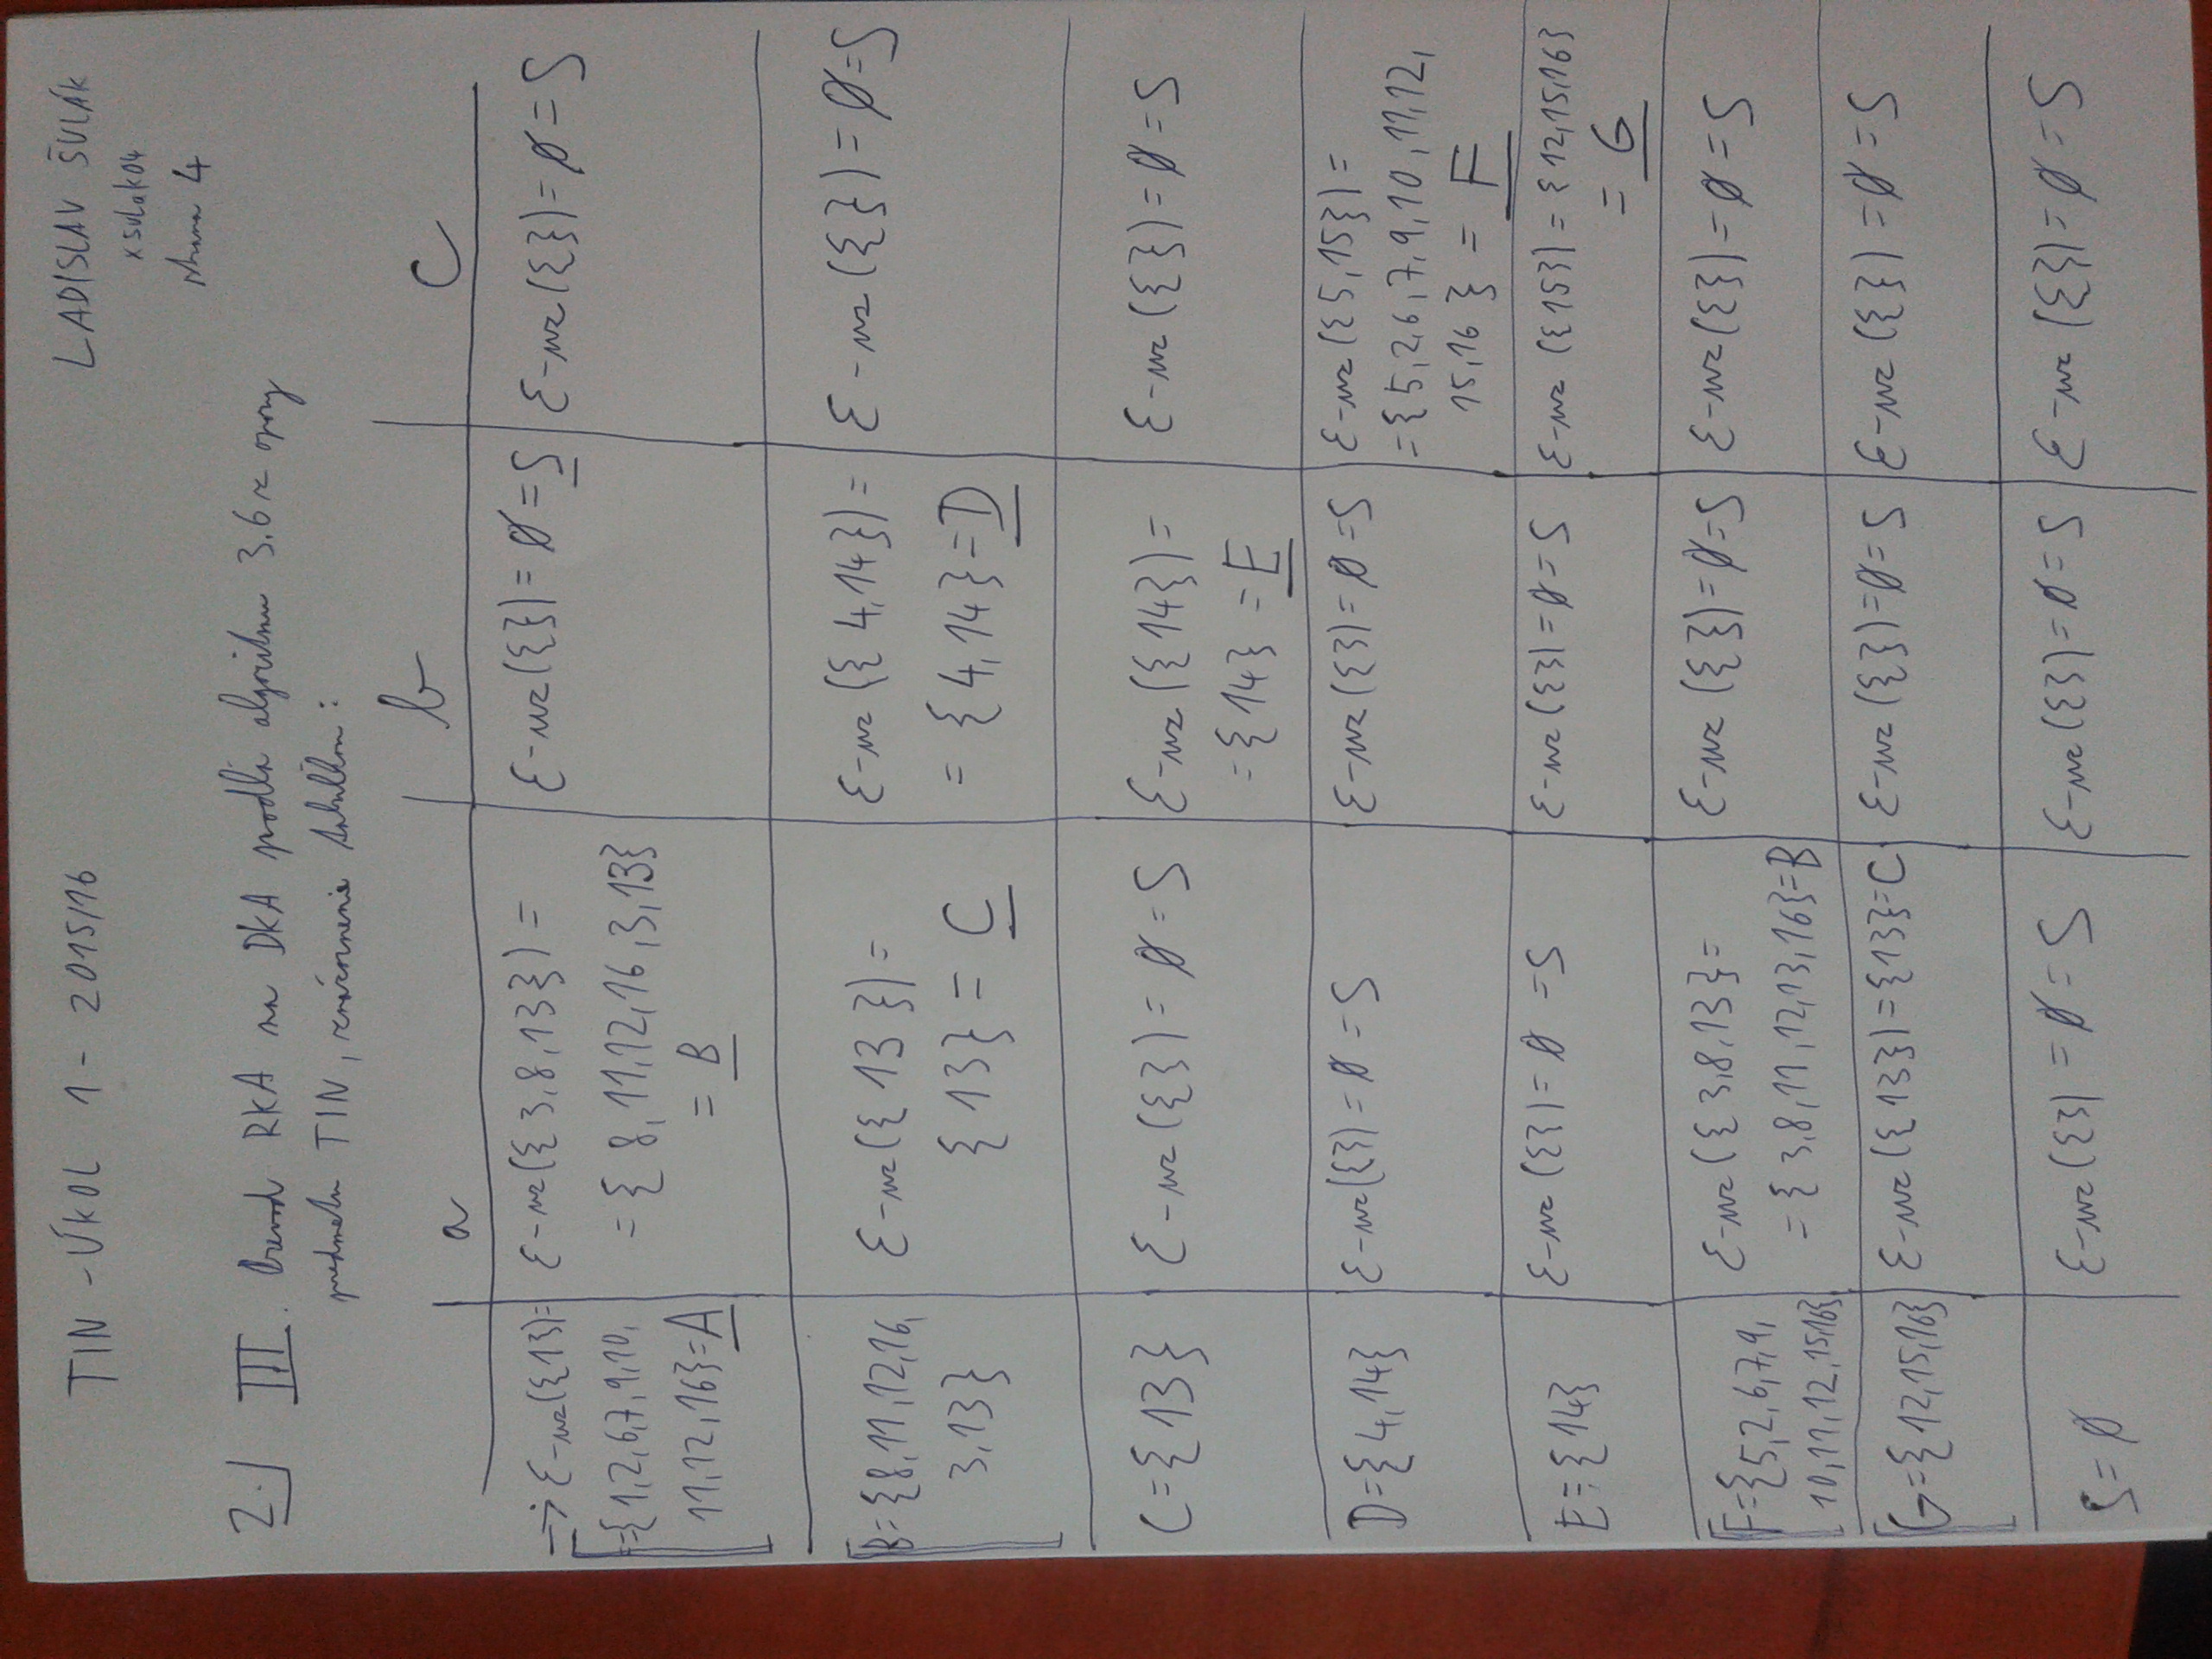 TIN - ÚKOL 1 - 2015/16
LADISLAV ŠULÁK
xsulak04
strana 4
2.) III. Prevod RKA na DKA podľa algoritmu 3.6 z opory
predmetu TIN, znázornenie tabuľkou:
a b c
→ ε-uz({1}) = ε-uz({3,8,13}) = ε-uz({}) = ∅ = S ε-uz({}) = ∅ = S
={1,2,6,7,9,10, = {8,11,12,16,3,13}
11,12,16}=A = B
B={8,11,12,16, ε-uz({13}) = ε-uz({4,14}) = ε-uz({}) = ∅=S
3,13} {13} = C = {4,14}=D
C={13} ε-uz({}) = ∅ = S ε-uz({14}) = ε-uz({}) = ∅ = S
={14} = E
D={4,14} ε-uz({}) = ∅ = S ε-uz({}) = ∅ = S ε-uz({5,15}) =
={5,2,6,7,9,10,11,12,
15,16} = F
E={14} ε-uz({}) = ∅ = S ε-uz({}) = ∅ = S ε-uz({15}) = {12,15,16}
= G
F={5,2,6,7,9, ε-uz({3,8,13}= ε-uz({}) = ∅=S ε-uz({}) = ∅ = S
10,11,12,15,16} = {3,8,11,12,13,16}=B
G={12,15,16} ε-uz({13})={13}=C ε-uz({})=∅=S ε-uz({}) = ∅ = S
S=∅ ε-uz({}) = ∅ = S ε-uz({}) = ∅ = S ε-uz({}) = ∅ = S